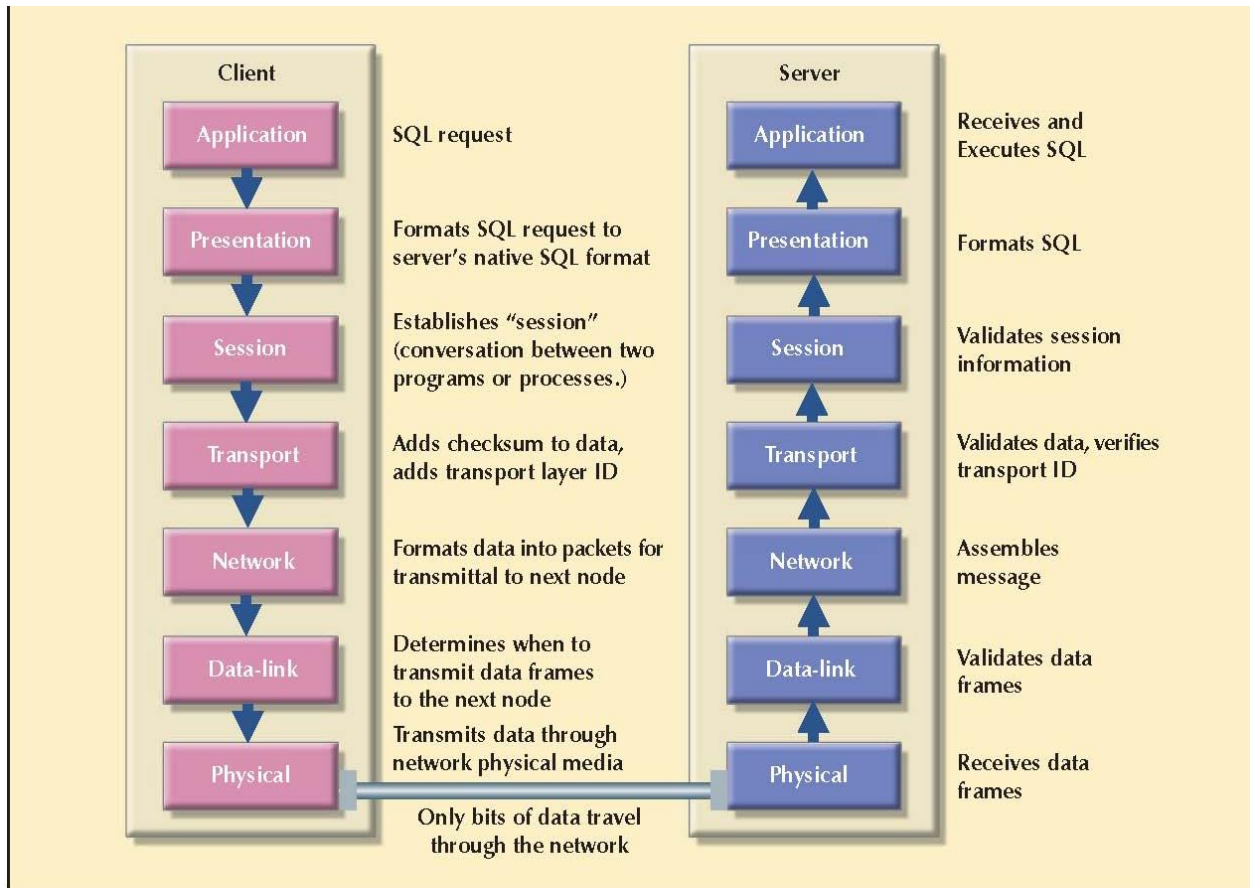 Client
Server
Application
SQL request
Application
Receives and
Executes SQL
Presentation
Formats SQL request to
server's native SQL format
Presentation
Formats SQL
Session
Establishes “session”
(conversation between two
programs or processes.)
Session
Validates session
information
Transport
Adds checksum to data,
adds transport layer ID
Transport
Validates data, verifies
transport ID
Network
Formats data into packets for
transmittal to next node
Network
Assembles
message
Data-link
Determines when to
transmit data frames
to the next node
Data-link
Validates data
frames
Physical
Transmits data through
network physical media
Physical
Receives data
frames
Only bits of data travel
through the network